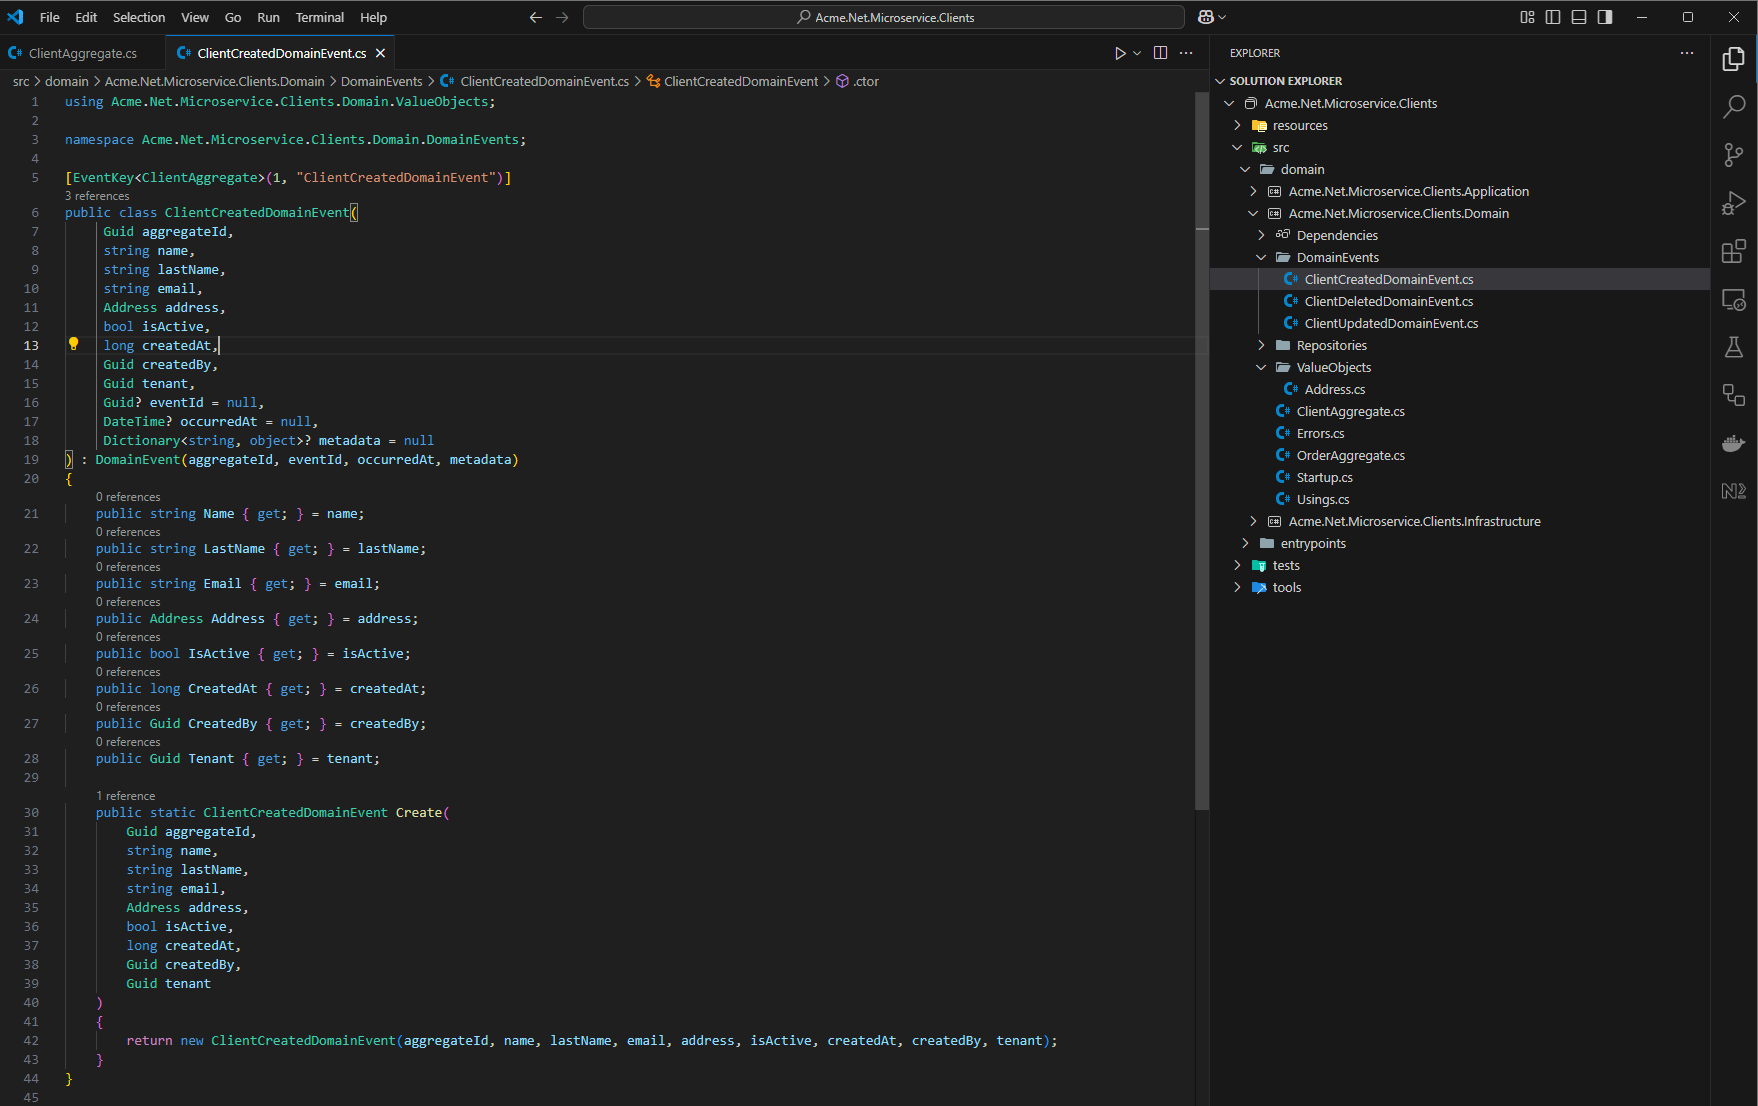 File Edit Selection View Go Run Terminal Help
Acme.Net.Microservice.Clients
ClientAggregate.cs
ClientCreatedDomainEvent.cs
src > domain > Acme.Net.Microservice.Clients.Domain > DomainEvents > ClientCreatedDomainEvent.cs > ClientCreatedDomainEvent > .ctor
1 using Acme.Net.Microservice.Clients.Domain.ValueObjects;
2
3 namespace Acme.Net.Microservice.Clients.Domain.DomainEvents;
4
5 [EventKey<ClientAggregate>(1, "ClientCreatedDomainEvent")]
3 references
6 public class ClientCreatedDomainEvent(
7 Guid aggregateId,
8 string name,
9 string lastName,
10 string email,
11 Address address,
12 bool isActive,
13 long createdAt,
14 Guid createdBy,
15 Guid tenant,
16 Guid? eventId = null,
17 DateTime? occurredAt = null,
18 Dictionary<string, object>? metadata = null
19 ) : DomainEvent(aggregateId, eventId, occurredAt, metadata)
20 {
0 references
21 public string Name { get; } = name;
0 references
22 public string LastName { get; } = lastName;
0 references
23 public string Email { get; } = email;
0 references
24 public Address Address { get; } = address;
0 references
25 public bool IsActive { get; } = isActive;
0 references
26 public long CreatedAt { get; } = createdAt;
0 references
27 public Guid CreatedBy { get; } = createdBy;
0 references
28 public Guid Tenant { get; } = tenant;
29
1 reference
30 public static ClientCreatedDomainEvent Create(
31 Guid aggregateId,
32 string name,
33 string lastName,
34 string email,
35 Address address,
36 bool isActive,
37 long createdAt,
38 Guid createdBy,
39 Guid tenant
40 )
41 {
42 return new ClientCreatedDomainEvent(aggregateId, name, lastName, email, address, isActive, createdAt, createdBy, tenant);
43 }
44 }
45
EXPLORER
SOLUTION EXPLORER
Acme.Net.Microservice.Clients
resources
src
domain
Acme.Net.Microservice.Clients.Application
Acme.Net.Microservice.Clients.Domain
Dependencies
DomainEvents
ClientCreatedDomainEvent.cs
ClientDeletedDomainEvent.cs
ClientUpdatedDomainEvent.cs
Repositories
ValueObjects
Address.cs
ClientAggregate.cs
Errors.cs
OrderAggregate.cs
Startup.cs
Usings.cs
Acme.Net.Microservice.Clients.Infrastructure
entrypoints
tests
tools